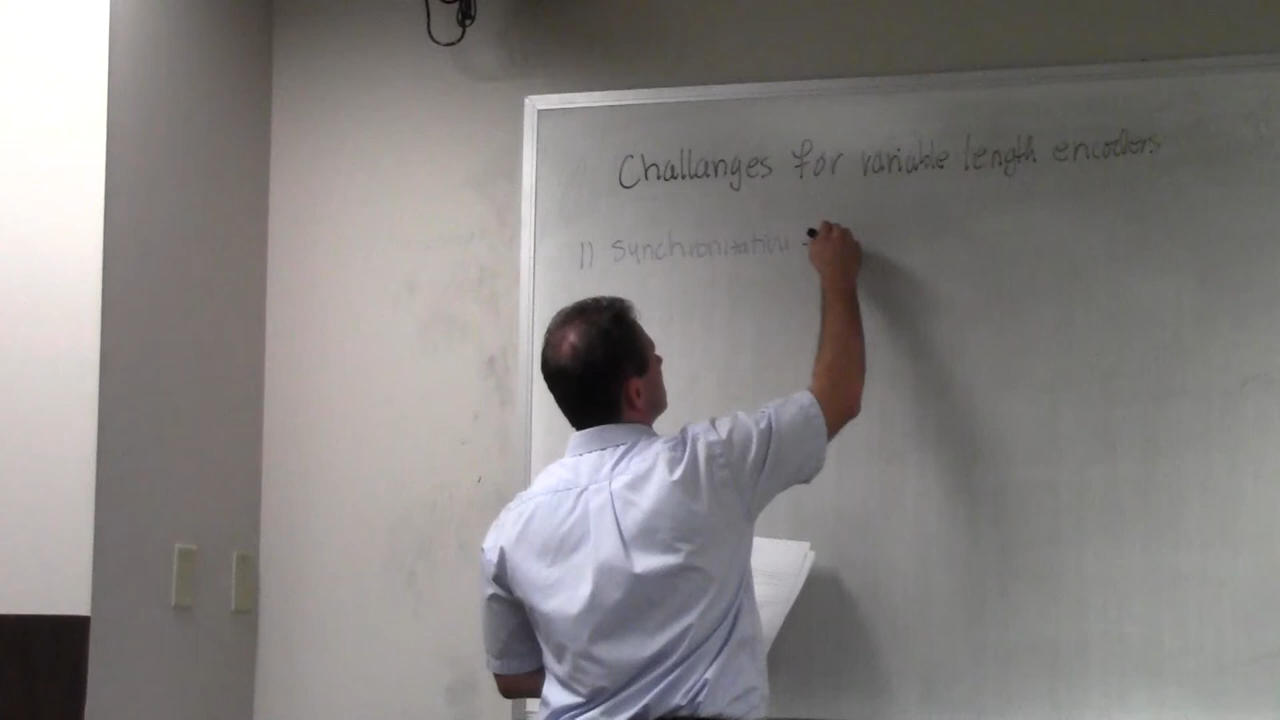 Challanges for variable length encoders
1) Synchronization -